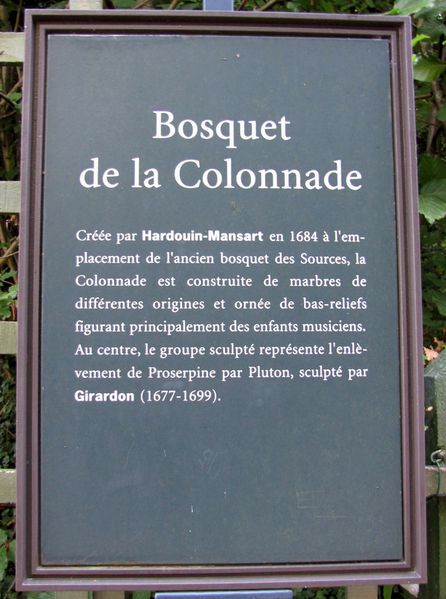 Bosquet
de la Colonnade
Créée par Hardouin-Mansart en 1684 à l'em-
placement de l'ancien bosquet des Sources, la
Colonnade est construite de marbres de
différentes origines et ornée de bas-reliefs
figurant principalement des enfants musiciens.
Au centre, le groupe sculpté représente l'enlè-
vement de Proserpine par Pluton, sculpté par
Girardon (1677-1699).